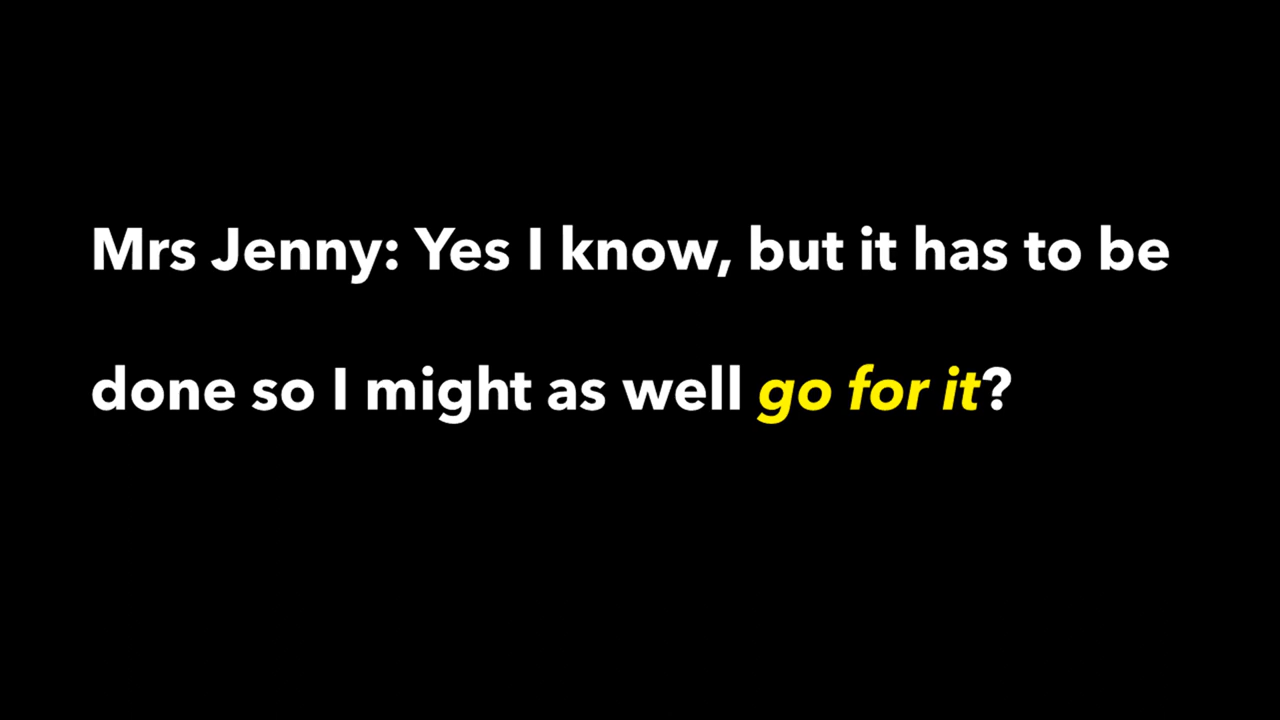 Mrs Jenny: Yes I know, but it has to be
done so I might as well go for it?